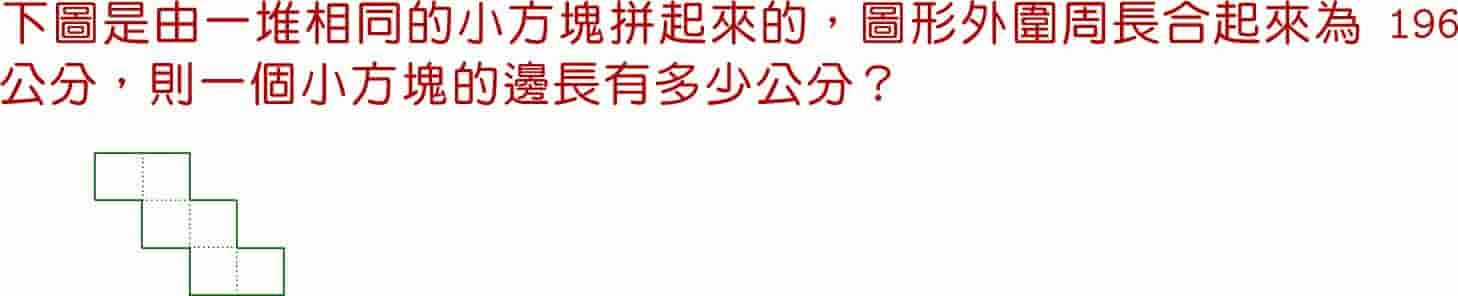 下圖是由一堆相同的小方塊拼起來的，圖形外圍周長合起來為 196
公分，則一個小方塊的邊長有多少公分？